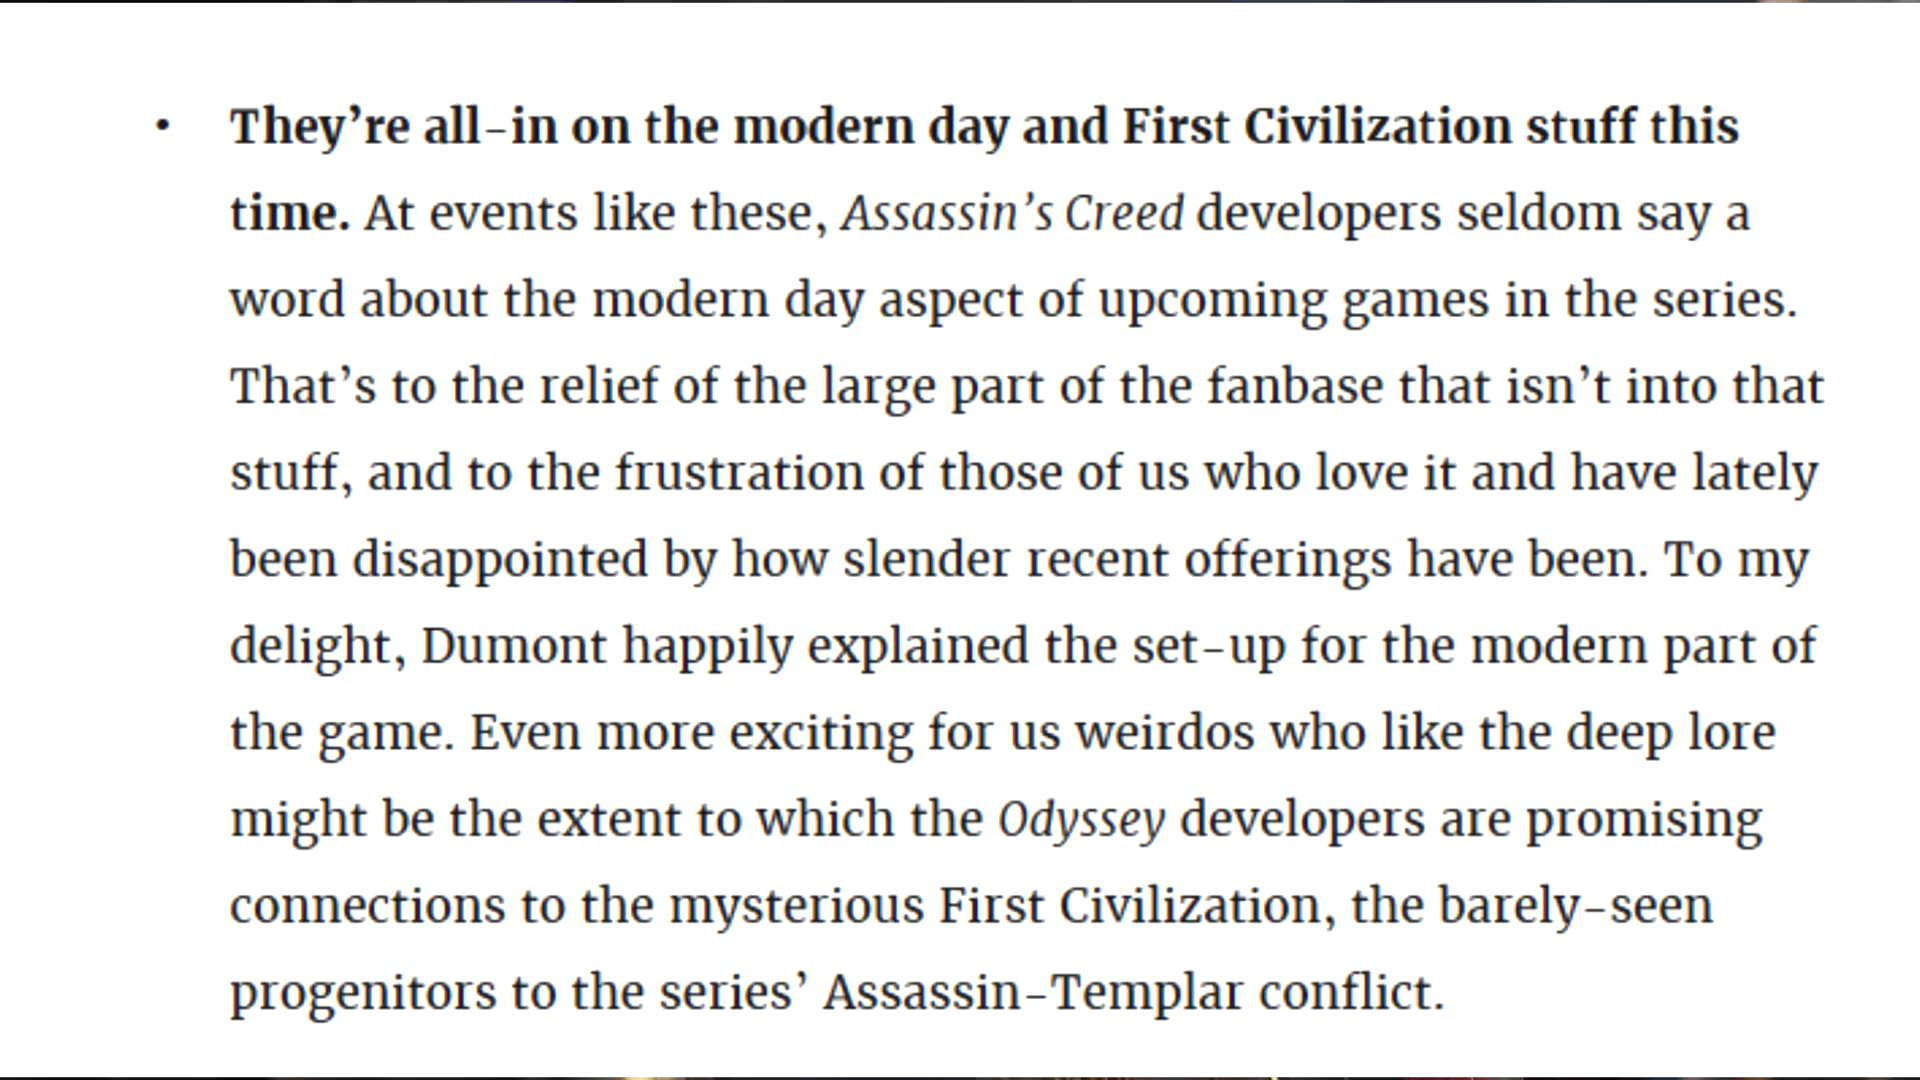 • They’re all-in on the modern day and First Civilization stuff this
time. At events like these, Assassin’s Creed developers seldom say a
word about the modern day aspect of upcoming games in the series.
That’s to the relief of the large part of the fanbase that isn’t into that
stuff, and to the frustration of those of us who love it and have lately
been disappointed by how slender recent offerings have been. To my
delight, Dumont happily explained the set-up for the modern part of
the game. Even more exciting for us weirdos who like the deep lore
might be the extent to which the Odyssey developers are promising
connections to the mysterious First Civilization, the barely-seen
progenitors to the series’ Assassin-Templar conflict.